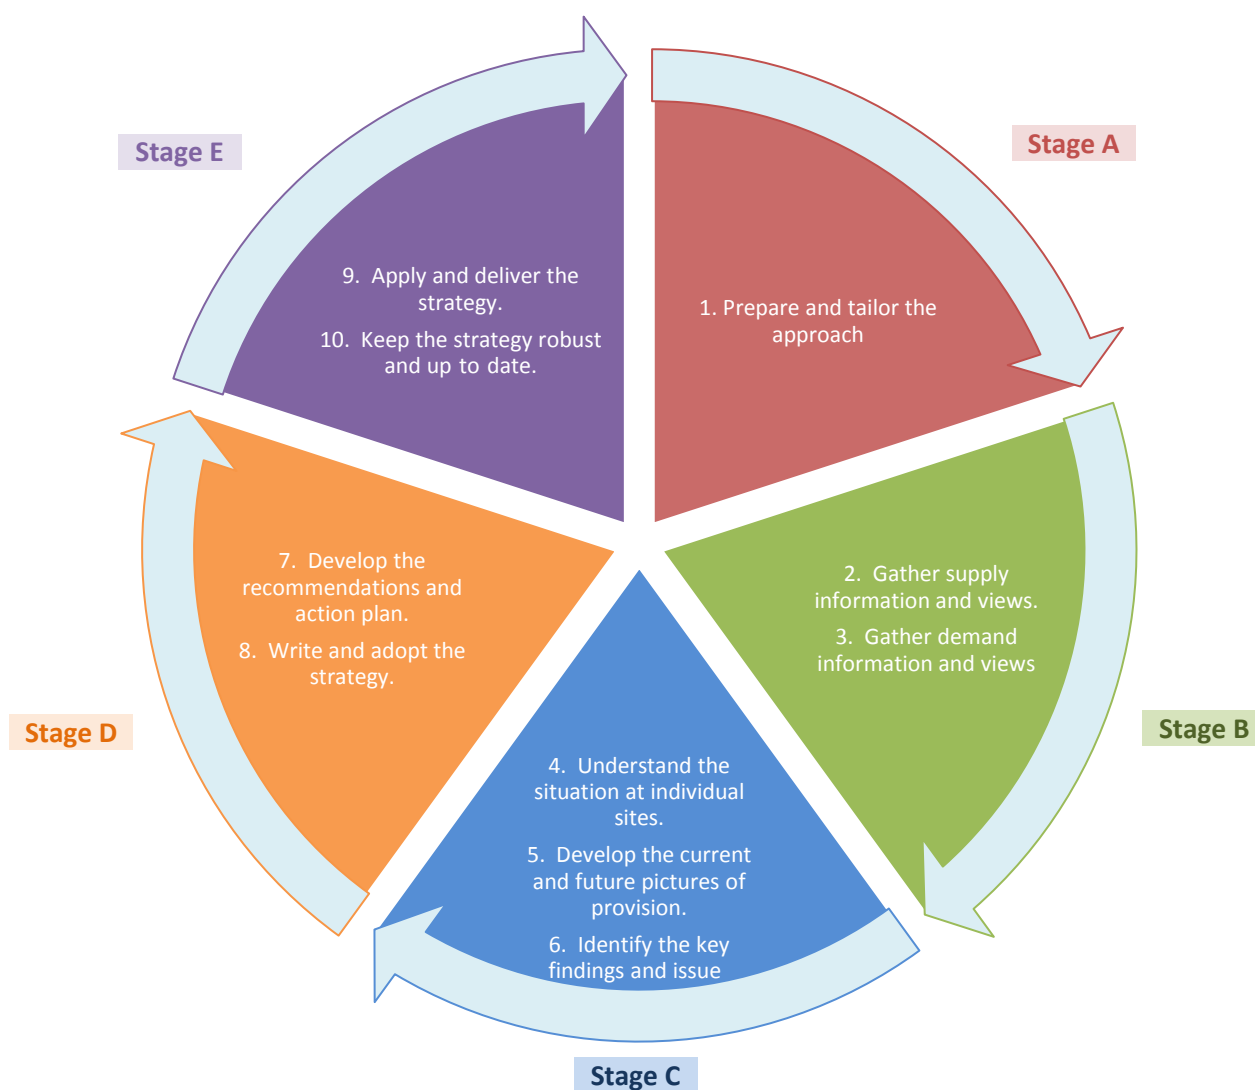 Stage A
1. Prepare and tailor the
approach
Stage B
2. Gather supply
information and views.
3. Gather demand
information and views
Stage C
4. Understand the
situation at individual
sites.
5. Develop the current
and future pictures of
provision.
6. Identify the key
findings and issue
Stage D
7. Develop the
recommendations and
action plan.
8. Write and adopt the
strategy.
Stage E
9. Apply and deliver the
strategy.
10. Keep the strategy robust
and up to date.